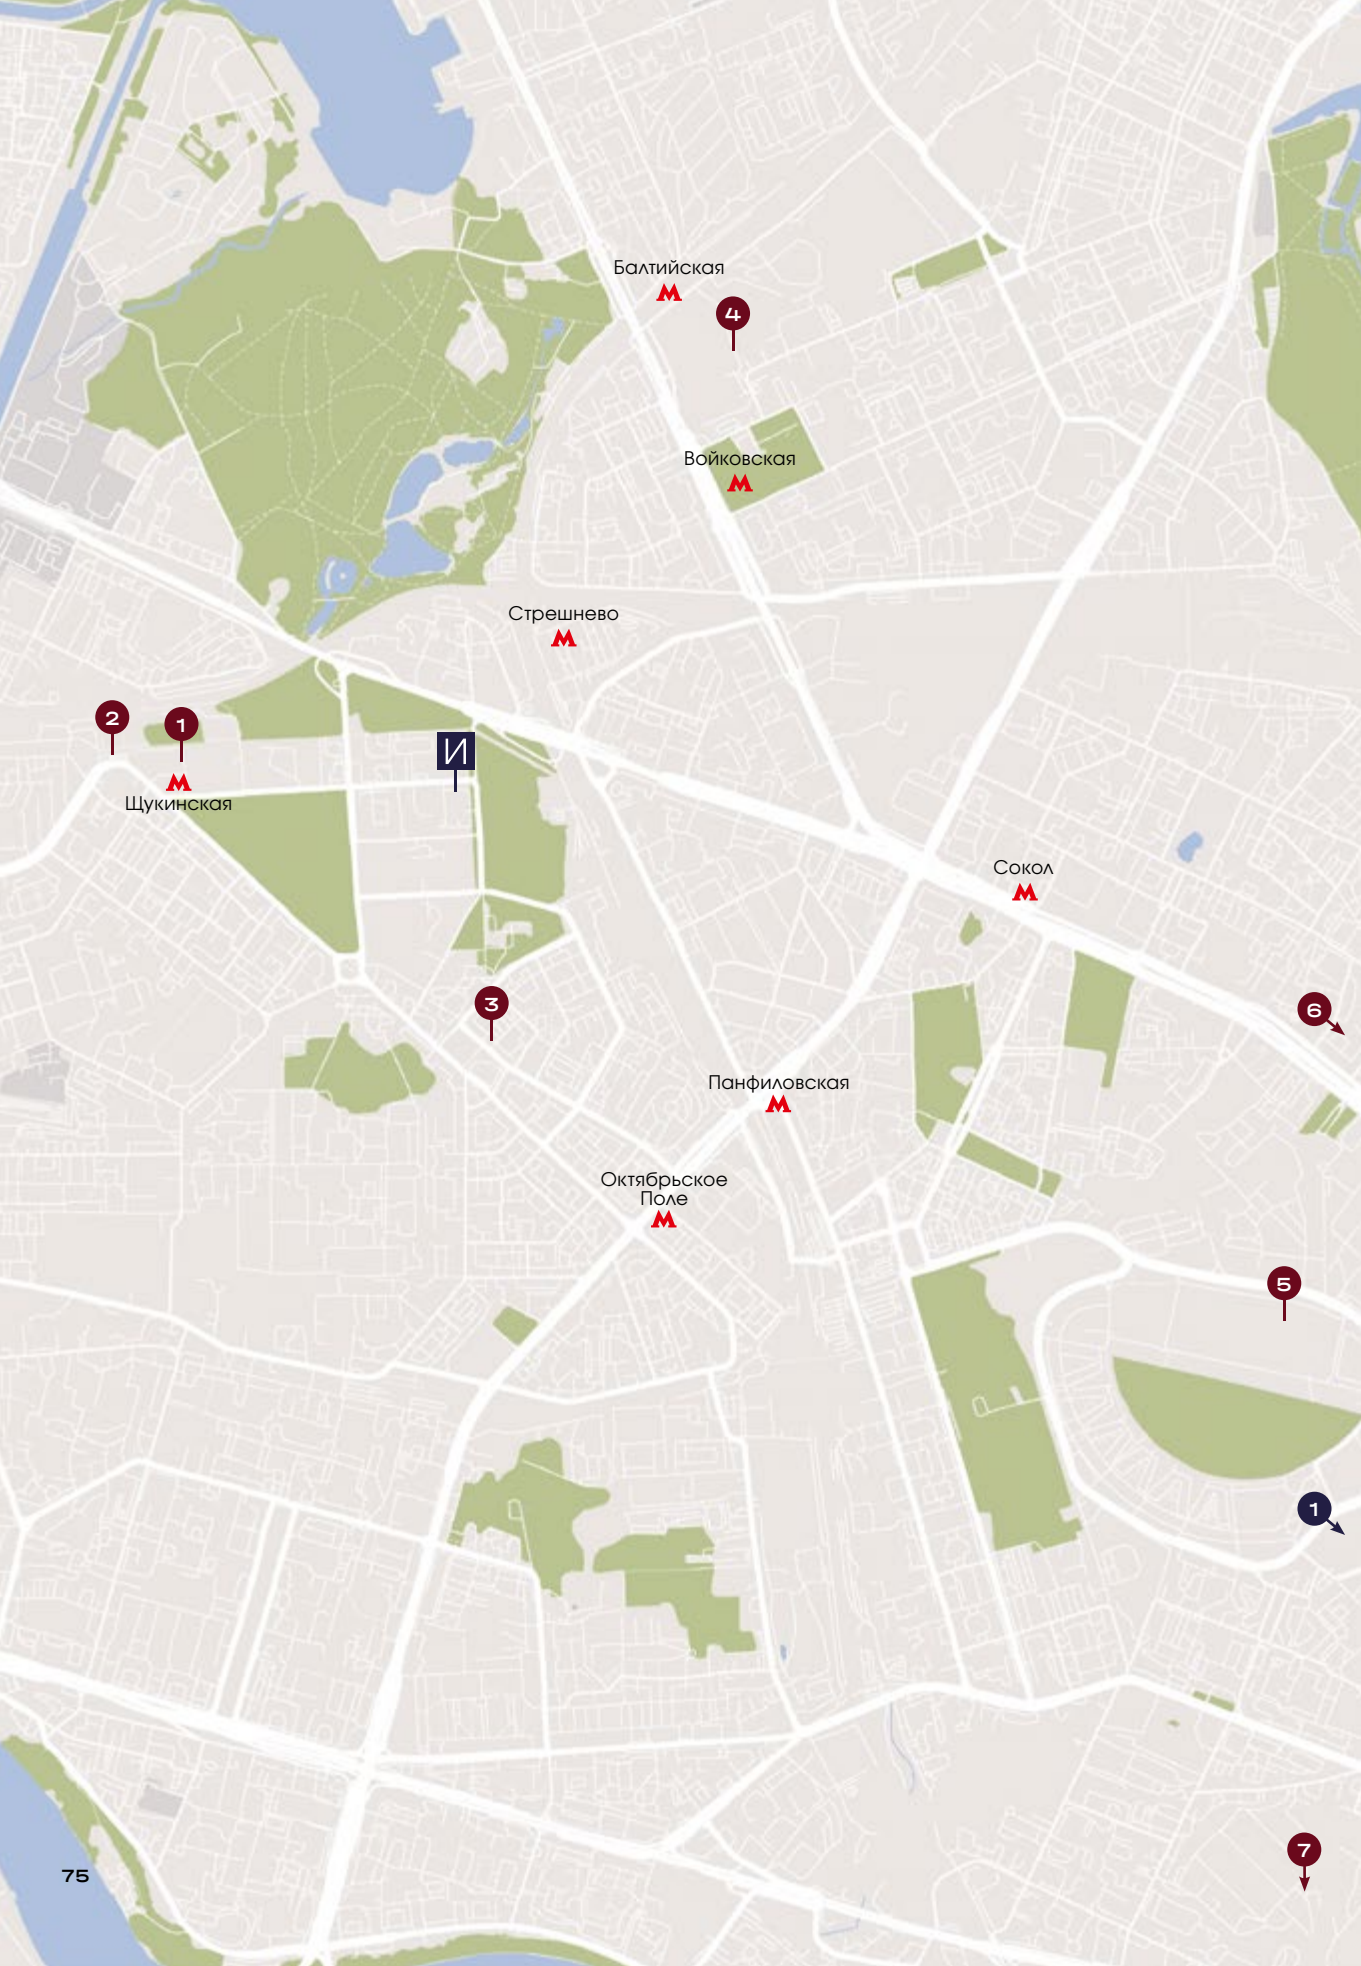 Балтийская
М
4
Войковская
М
Стрешнево
М
2
1
И
М
Щукинская
Сокол
М
3
6
Панфиловская
М
Октябрьское
Поле
М
5
1
7
75